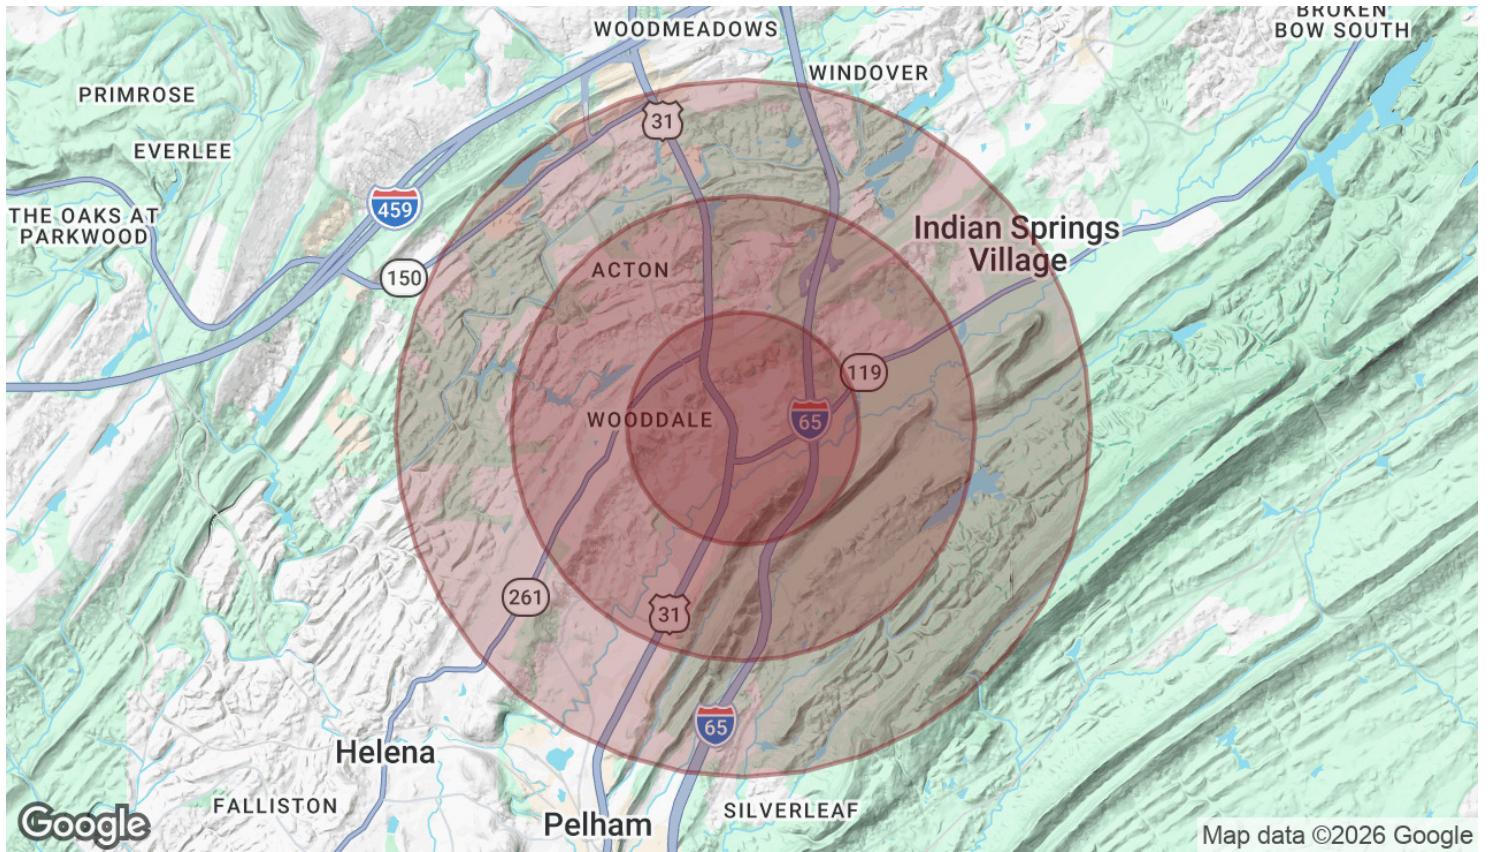 WOODMEADOWS
BROKEN
BOW SOUTH
PRIMROSE
WINDOVER
31
EVERLEE
459
THE OAKS AT
PARKWOOD
Indian Springs
Village
150
ACTON
119
WOODDALE
65
261
31
65
Helena
FALLISTON
Pelham
SILVERLEAF
Google
Map data ©2026 Google